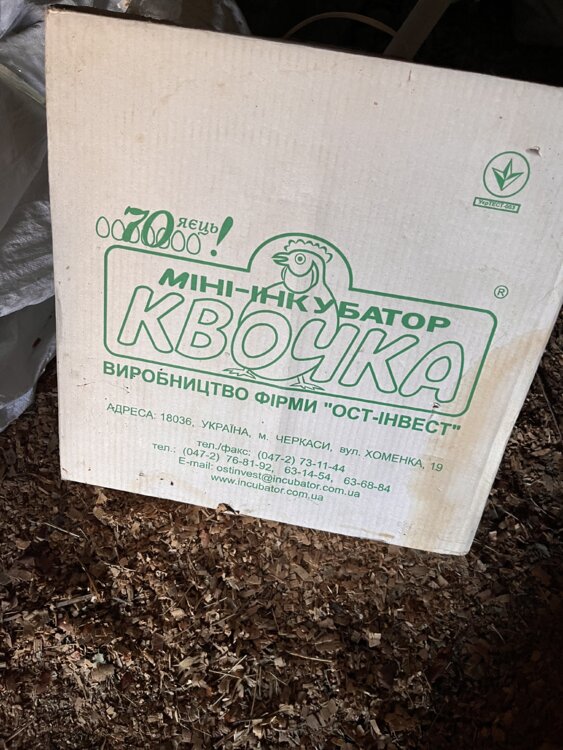 УкрТЕСТ-003
70 яєць!
®
МІНІ-ІНКУБАТОР
КВОЧКА
ВИРОБНИЦТВО ФІРМИ "ОСТ-ІНВЕСТ"
АДРЕСА: 18036, УКРАЇНА, м. ЧЕРКАСИ, вул. ХОМЕНКА, 19
тел./факс: (047-2) 73-11-44
тел.: (047-2) 76-81-92, 63-14-54, 63-68-84
E-mail: ostinvest@incubator.com.ua
www.incubator.com.ua